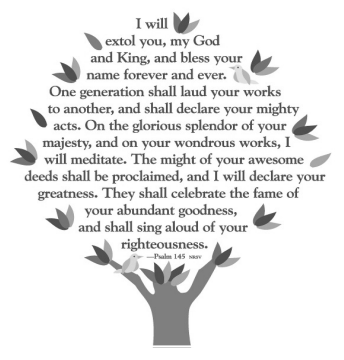 I will
extol you, my God
and King, and bless your
name forever and ever.
One generation shall laud your works
to another, and shall declare your mighty
acts. On the glorious splendor of your
majesty, and on your wondrous works, I
will meditate. The might of your awesome
deeds shall be proclaimed, and I will declare your
greatness. They shall celebrate the fame of
your abundant goodness,
and shall sing aloud of your
righteousness.
—Psalm 145 NRSV